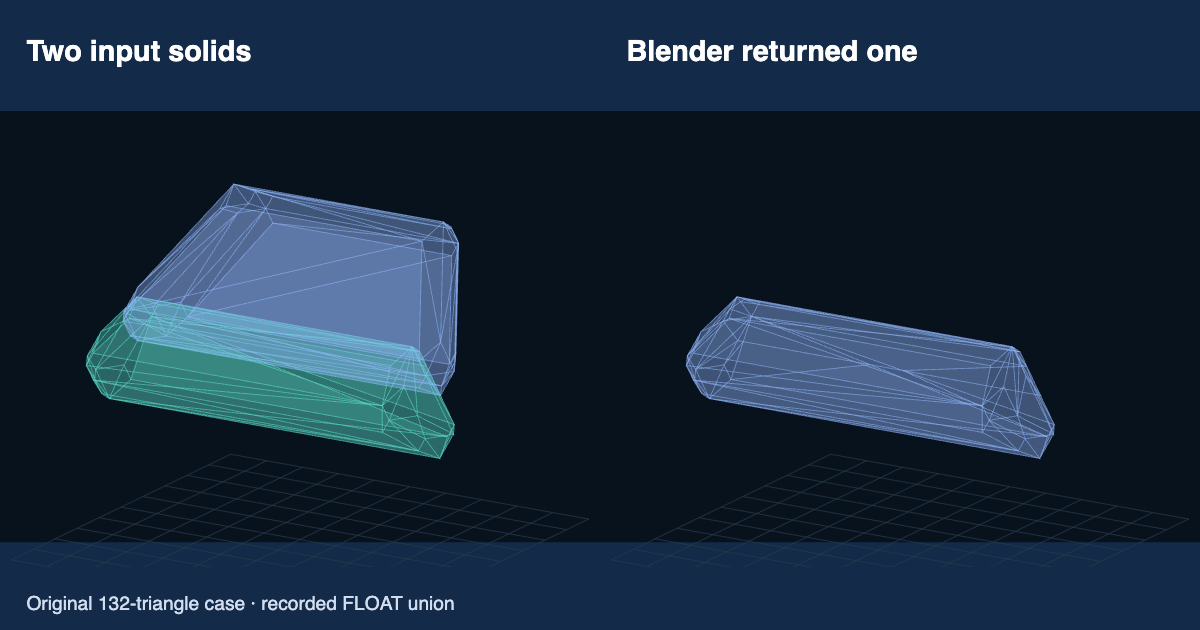 Two input solids
Blender returned one
Original 132-triangle case · recorded FLOAT union